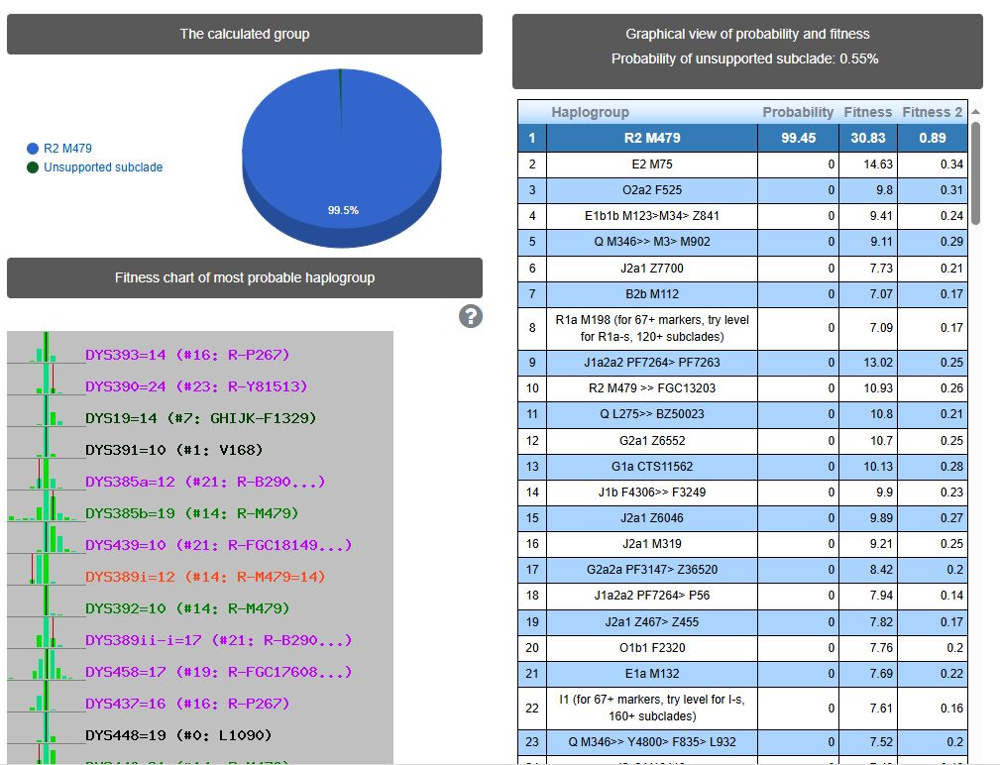 The calculated group
R2 M479
Unsupported subclade
99.5%
Fitness chart of most probable haplogroup
?
DYS393=14 (#16: R-P267)
DYS390=24 (#23: R-Y81513)
DYS19=14 (#7: GHIJK-F1329)
DYS391=10 (#1: V168)
DYS385a=12 (#21: R-B290...)
DYS385b=19 (#14: R-M479)
DYS439=10 (#21: R-FGC18149...)
DYS389i=12 (#14: R-M479=14)
DYS392=10 (#14: R-M479)
DYS389ii-i=17 (#21: R-B290...)
DYS458=17 (#19: R-FGC17608...)
DYS437=16 (#16: R-P267)
DYS448=19 (#0: L1090)
Graphical view of probability and fitness
Probability of unsupported subclade: 0.55%
Haplogroup Probability Fitness Fitness 2
1 R2 M479 99.45 30.83 0.89
2 E2 M75 0 14.63 0.34
3 O2a2 F525 0 9.8 0.31
4 E1b1b M123>M34> Z841 0 9.41 0.24
5 Q M346>> M3> M902 0 9.11 0.29
6 J2a1 Z7700 0 7.73 0.21
7 B2b M112 0 7.07 0.17
8 R1a M198 (for 67+ markers, try level for R1a-s, 120+ subclades) 0 7.09 0.17
9 J1a2a2 PF7264> PF7263 0 13.02 0.25
10 R2 M479 >> FGC13203 0 10.93 0.26
11 Q L275>> BZ50023 0 10.8 0.21
12 G2a1 Z6552 0 10.7 0.25
13 G1a CTS11562 0 10.13 0.28
14 J1b F4306>> F3249 0 9.9 0.23
15 J2a1 Z6046 0 9.89 0.27
16 J2a1 M319 0 9.21 0.25
17 G2a2a PF3147> Z36520 0 8.42 0.2
18 J1a2a2 PF7264> P56 0 7.94 0.14
19 J2a1 Z467> Z455 0 7.82 0.17
20 O1b1 F2320 0 7.76 0.2
21 E1a M132 0 7.69 0.22
22 I1 (for 67+ markers, try level for I-s, 160+ subclades) 0 7.61 0.16
23 Q M346>> Y4800> F835> L932 0 7.52 0.2